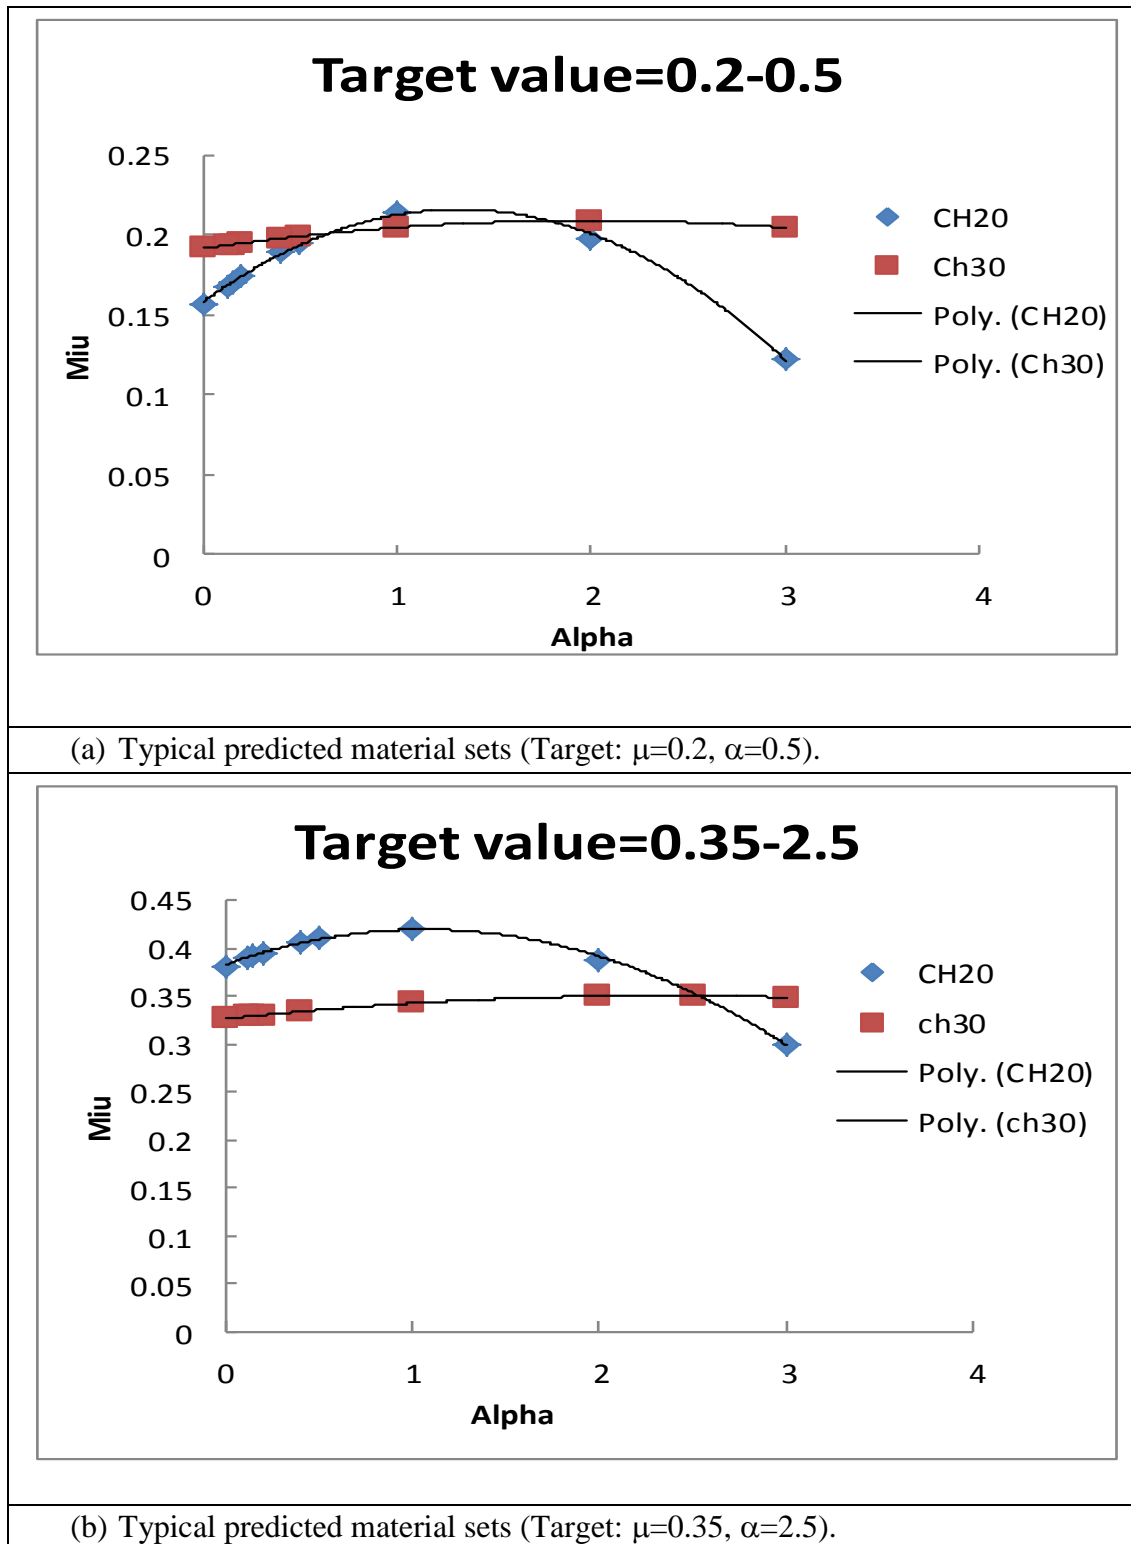 Target value=0.2-0.5
0.25
0.2
0.15
0.1
0.05
0
Miu
0 1 2 3 4
Alpha
CH20
Ch30
Poly. (CH20)
Poly. (Ch30)
(a) Typical predicted material sets (Target: μ=0.2, α=0.5).
Target value=0.35-2.5
0.45
0.4
0.35
0.3
0.25
0.2
0.15
0.1
0.05
0
Miu
0 1 2 3 4
Alpha
CH20
ch30
Poly. (CH20)
Poly. (ch30)
(b) Typical predicted material sets (Target: μ=0.35, α=2.5).